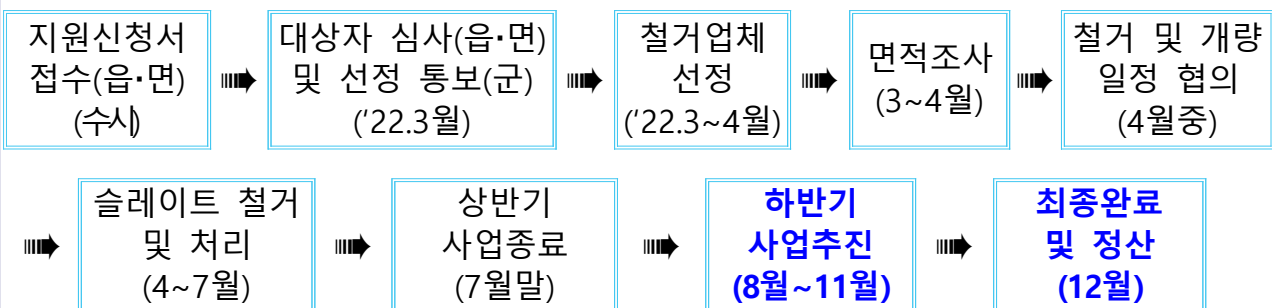 지원신청서
접수(읍·면)
(수시)
대상자 심사(읍·면)
및 선정 통보(군)
('22.3월)
철거업체
선정
('22.3~4월)
면적조사
(3~4월)
철거 및 개량
일정 협의
(4월중)
슬레이트 철거
및 처리
(4~7월)
상반기
사업종료
(7월말)
하반기
사업추진
(8월~11월)
최종완료
및 정산
(12월)